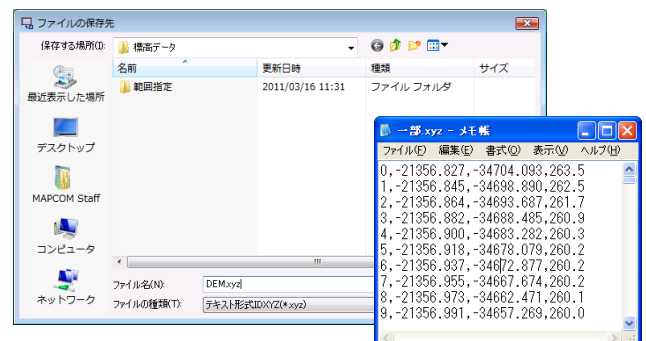 ファイルの保存先
保存する場所(I):
標高データ
最近表示した場所
デスクトップ
MAPCOM Staff
コンピュータ
ネットワーク
名前 更新日時 種類 サイズ
範囲指定 2011/03/16 11:31 ファイル フォルダ
ファイル名(N): DEM.xyz
ファイルの種類(T): テキスト形式IDXYZ(*.xyz)
一部.xyz - メモ帳
ファイル(F) 編集(E) 書式(O) 表示(V) ヘルプ(H)
0,-21356.827,-34704.093,263.5
1,-21356.845,-34698.890,262.5
2,-21356.864,-34693.687,261.7
3,-21356.882,-34688.485,260.9
4,-21356.900,-34683.282,260.3
5,-21356.918,-34678.079,260.2
6,-21356.937,-34672.877,260.2
7,-21356.955,-34667.674,260.2
8,-21356.973,-34662.471,260.1
9,-21356.991,-34657.269,260.0